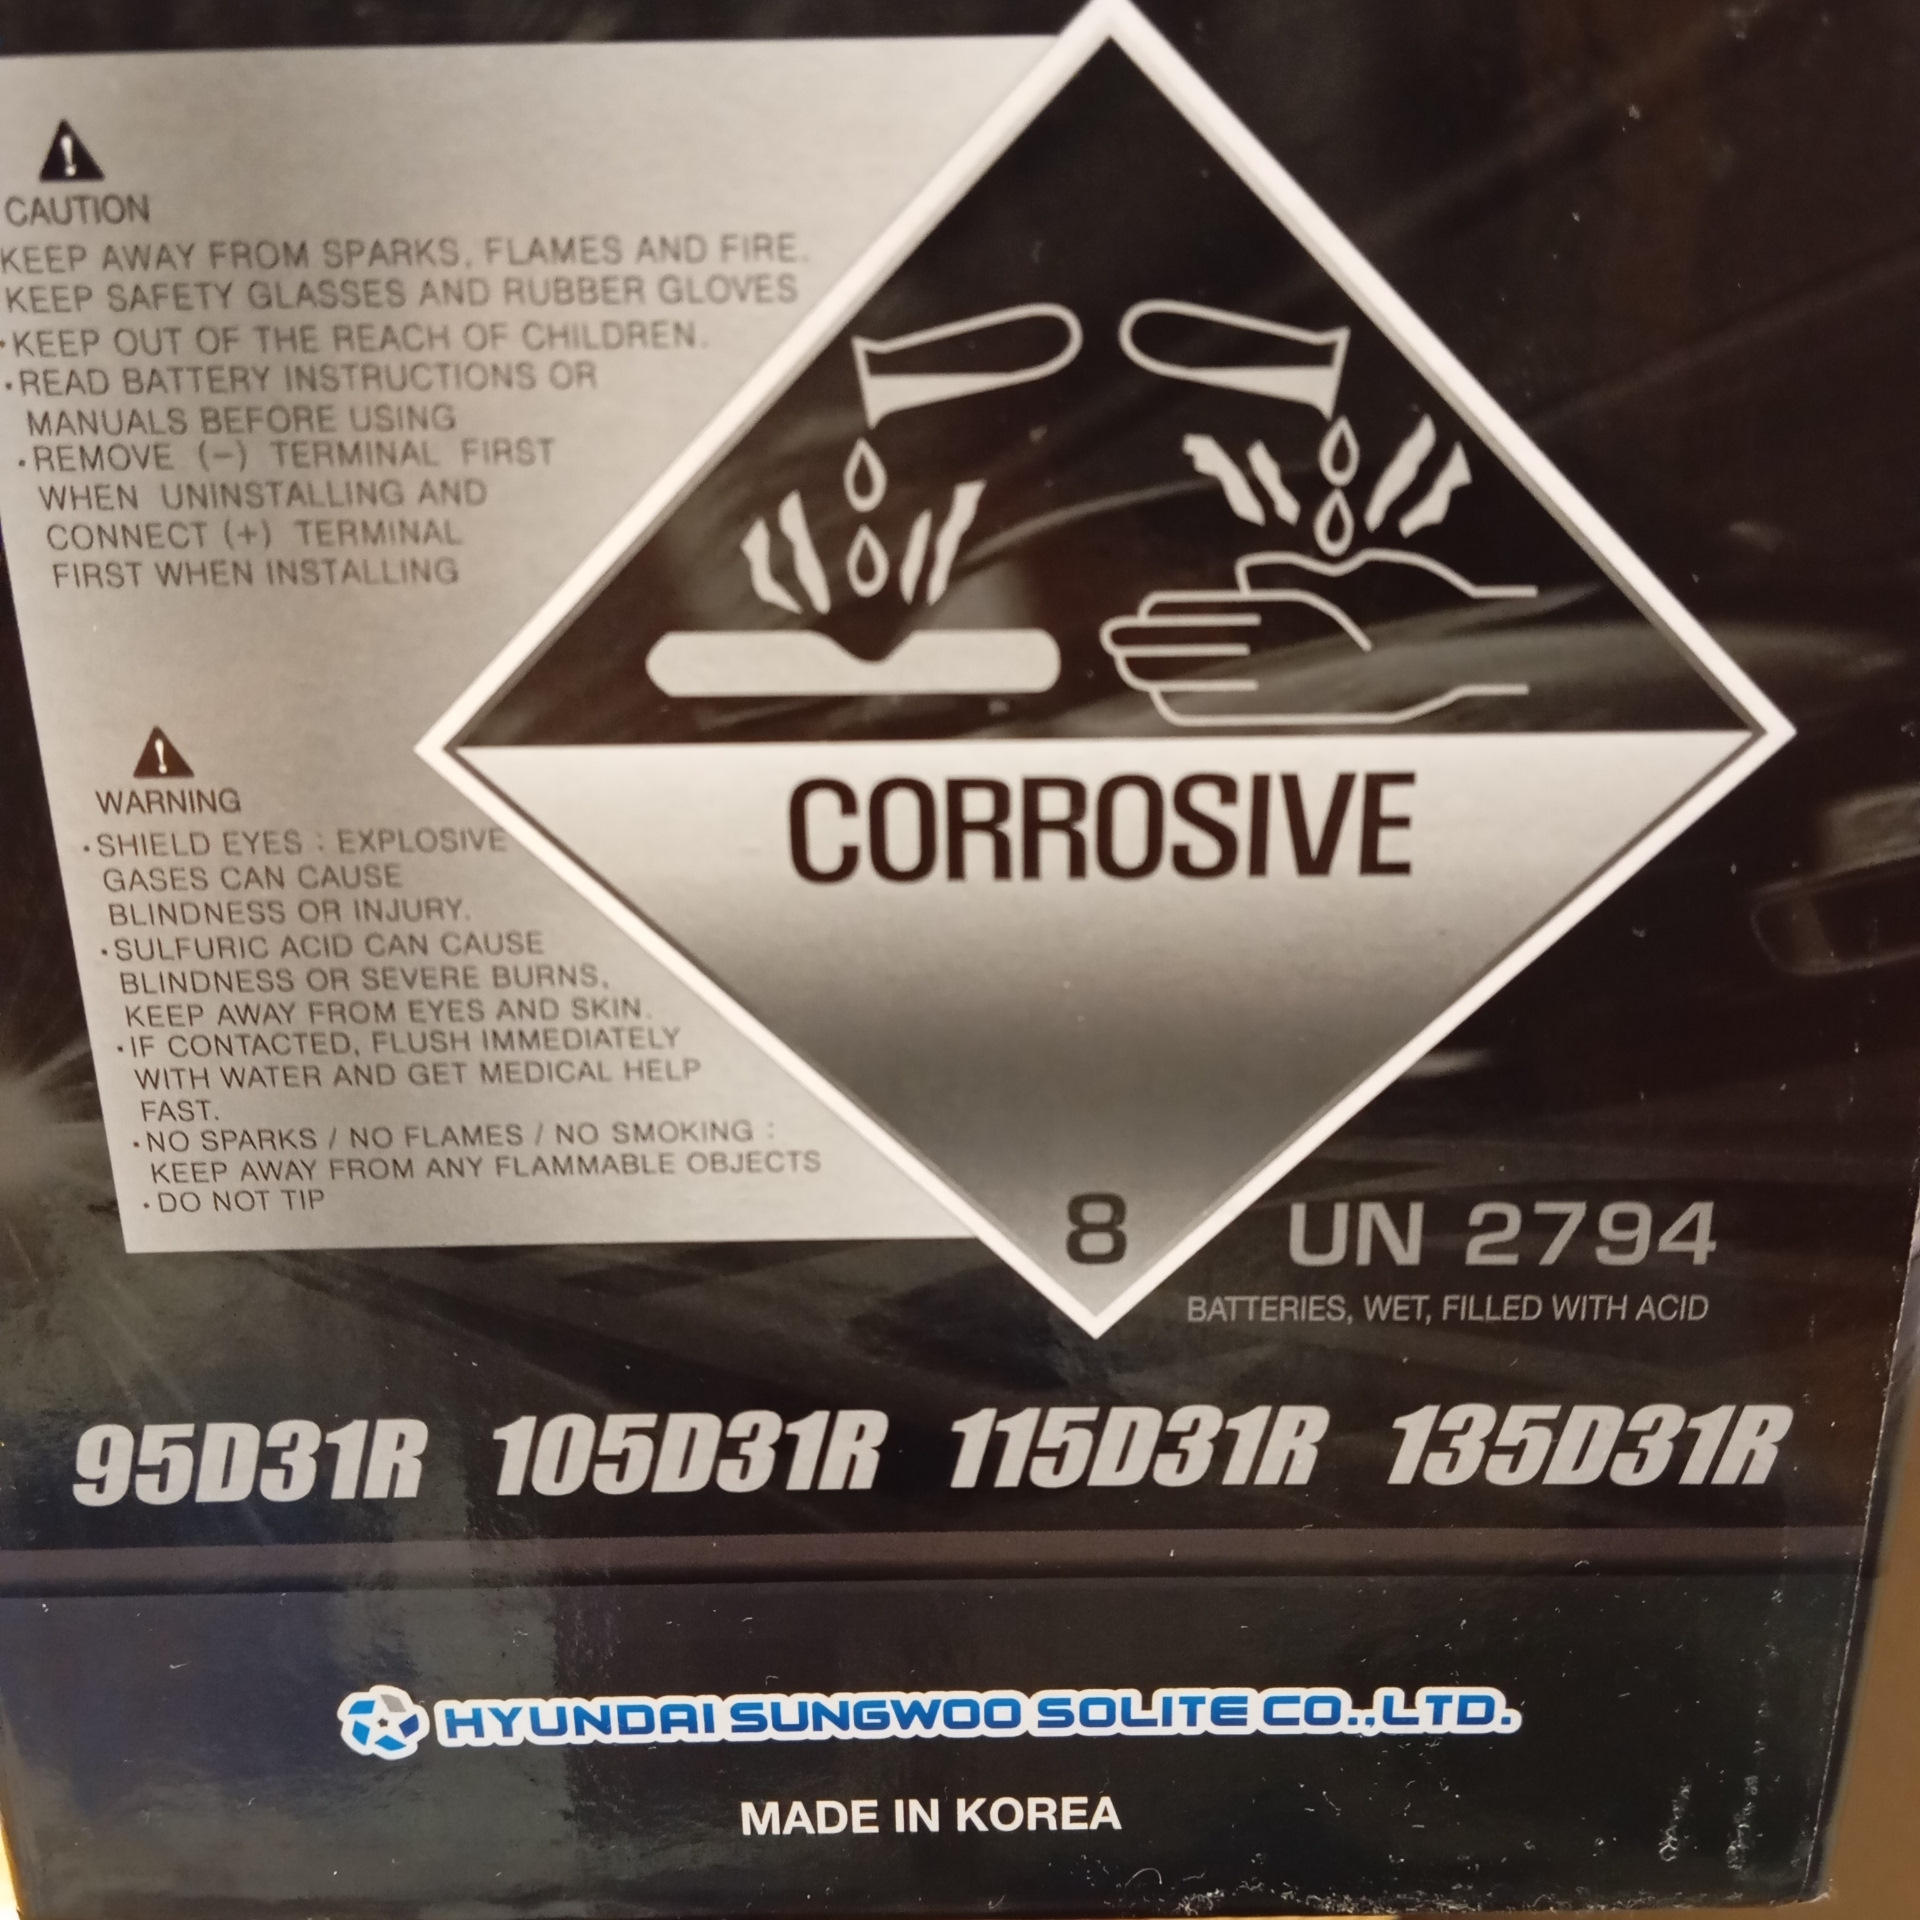 CAUTION
KEEP AWAY FROM SPARKS, FLAMES AND FIRE.
KEEP SAFETY GLASSES AND RUBBER GLOVES
·KEEP OUT OF THE REACH OF CHILDREN.
·READ BATTERY INSTRUCTIONS OR
MANUALS BEFORE USING
·REMOVE (−) TERMINAL FIRST
WHEN UNINSTALLING AND
CONNECT (+) TERMINAL
FIRST WHEN INSTALLING
WARNING
·SHIELD EYES : EXPLOSIVE
GASES CAN CAUSE
BLINDNESS OR INJURY.
·SULFURIC ACID CAN CAUSE
BLINDNESS OR SEVERE BURNS,
KEEP AWAY FROM EYES AND SKIN.
·IF CONTACTED, FLUSH IMMEDIATELY
WITH WATER AND GET MEDICAL HELP
FAST.
·NO SPARKS / NO FLAMES / NO SMOKING :
KEEP AWAY FROM ANY FLAMMABLE OBJECTS
·DO NOT TIP
CORROSIVE
8
UN 2794
BATTERIES, WET, FILLED WITH ACID
95D31R 105D31R 115D31R 135D31R
HYUNDAI SUNGWOO SOLITE CO.,LTD.
MADE IN KOREA